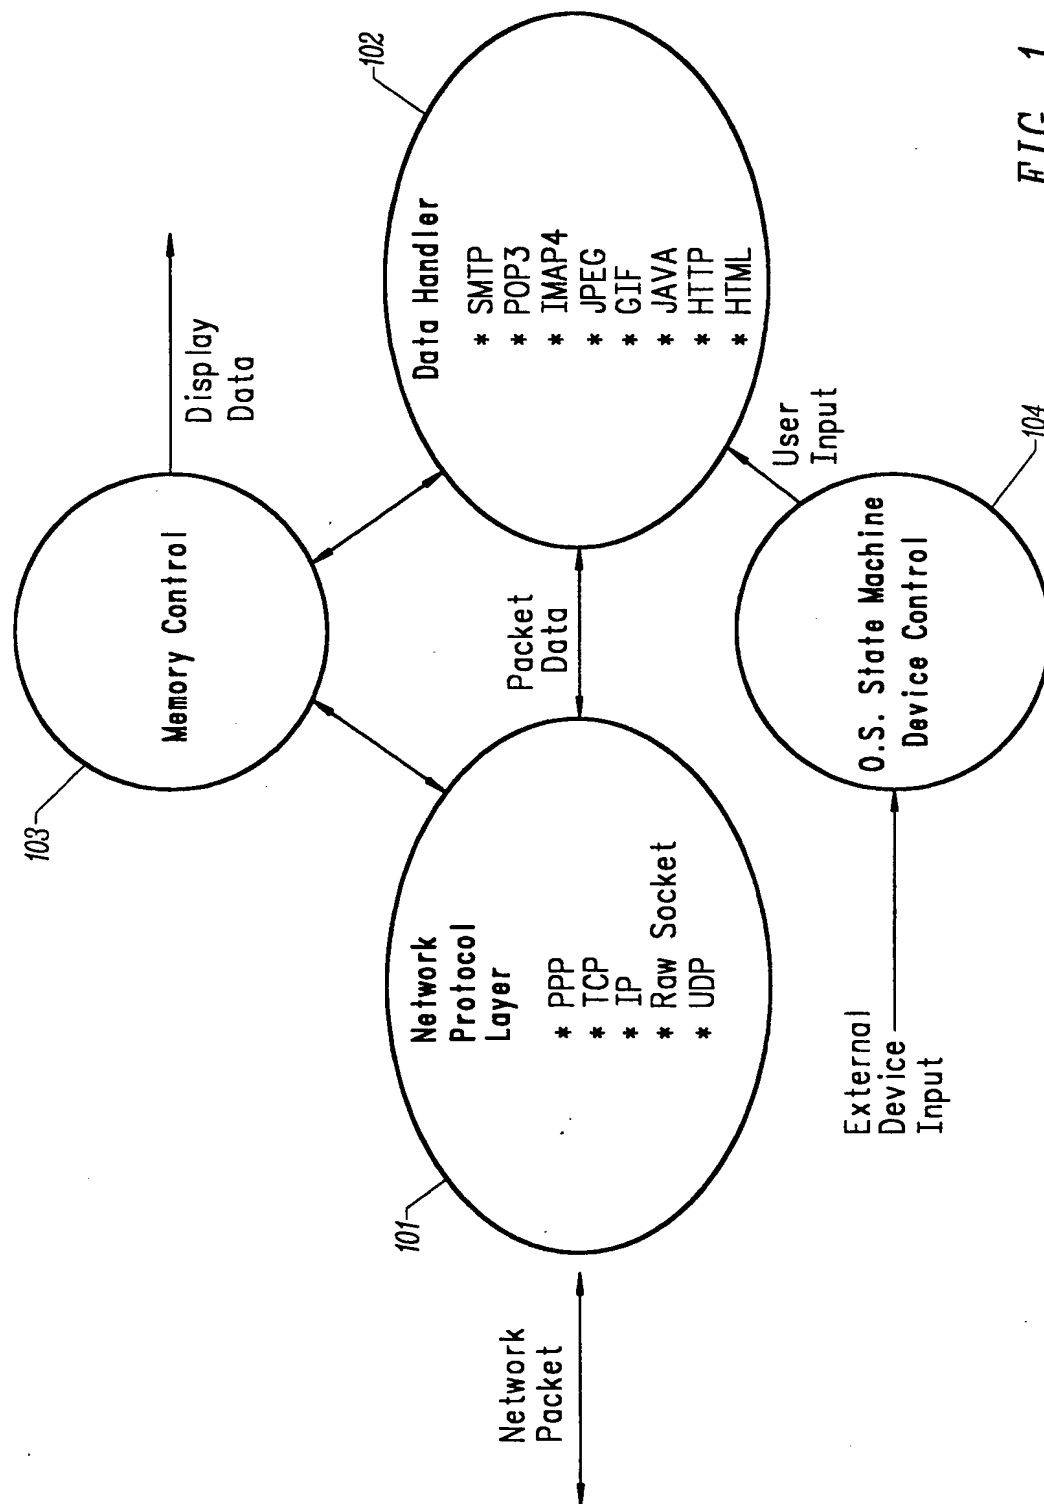 103
Memory Control
Display
Data
102
Data Handler
* SMTP
* POP3
* IMAP4
* JPEG
* GIF
* JAVA
* HTTP
* HTML
Packet
Data
101
Network
Protocol
Layer
* PPP
* TCP
* IP
* Raw Socket
* UDP
Network
Packet
User
Input
104
O.S. State Machine
Device Control
External
Device
Input
FIG. 1